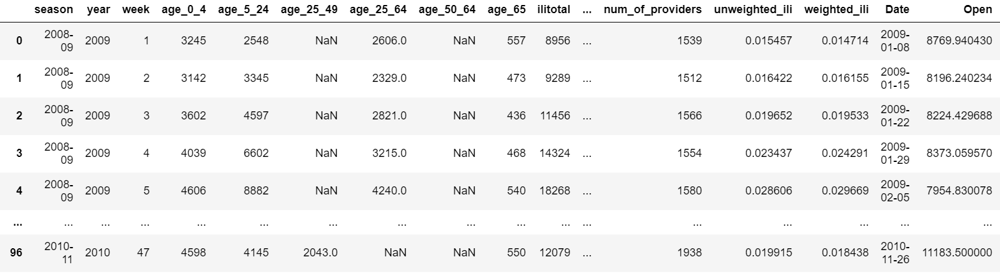 season year week age_0_4 age_5_24 age_25_49 age_25_64 age_50_64 age_65 ilitotal ... num_of_providers unweighted_ili weighted_ili Date Open
0 2008-09 2009 1 3245 2548 NaN 2606.0 NaN 557 8956 ... 1539 0.015457 0.014714 2009-01-08 8769.940430
1 2008-09 2009 2 3142 3345 NaN 2329.0 NaN 473 9289 ... 1512 0.016422 0.016155 2009-01-15 8196.240234
2 2008-09 2009 3 3602 4597 NaN 2821.0 NaN 436 11456 ... 1566 0.019652 0.019533 2009-01-22 8224.429688
3 2008-09 2009 4 4039 6602 NaN 3215.0 NaN 468 14324 ... 1554 0.023437 0.024291 2009-01-29 8373.059570
4 2008-09 2009 5 4606 8882 NaN 4240.0 NaN 540 18268 ... 1580 0.028606 0.029669 2009-02-05 7954.830078
... ... ... ... ... ... ... ... ... ... ... ... ... ... ... ... ...
96 2010-11 2010 47 4598 4145 2043.0 NaN NaN 550 12079 ... 1938 0.019915 0.018438 2010-11-26 11183.500000